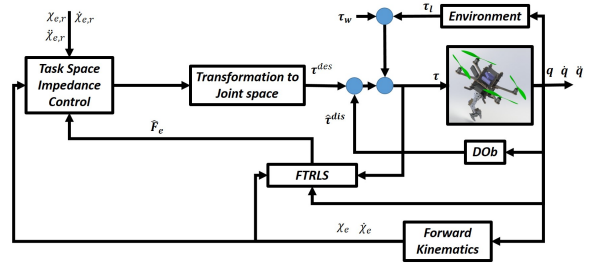 χ_{e,r} χ̇_{e,r}
χ̈_{e,r}
τ_w
τ_l
Environment
Task Space
Impedance
Control
Transformation to
Joint space
τ^{des}
τ
q q̇ q̈
τ̂^{dis}
F̂_e
DOb
FTRLS
χ_e χ̇_e
Forward
Kinematics